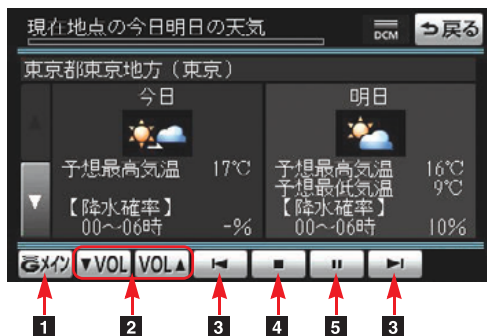 現在地点の今日明日の天気
DCM
戻る
東京都東京地方（東京）
今日
明日
予想最高気温 17℃
【降水確率】
00〜06時 -%
予想最高気温 16℃
予想最低気温 9℃
【降水確率】
00〜06時 10%
Gメイン ▼VOL VOL▲
1 2 3 4 5 3